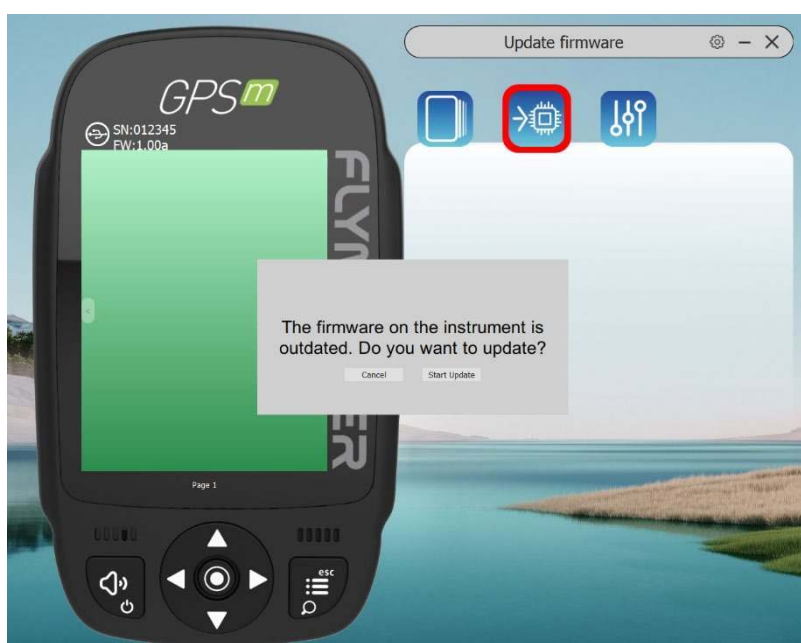 Update firmware
GPSm
SN:012345
FW:1.00a
The firmware on the instrument is
outdated. Do you want to update?
Cancel
Start Update
Page 1
esc